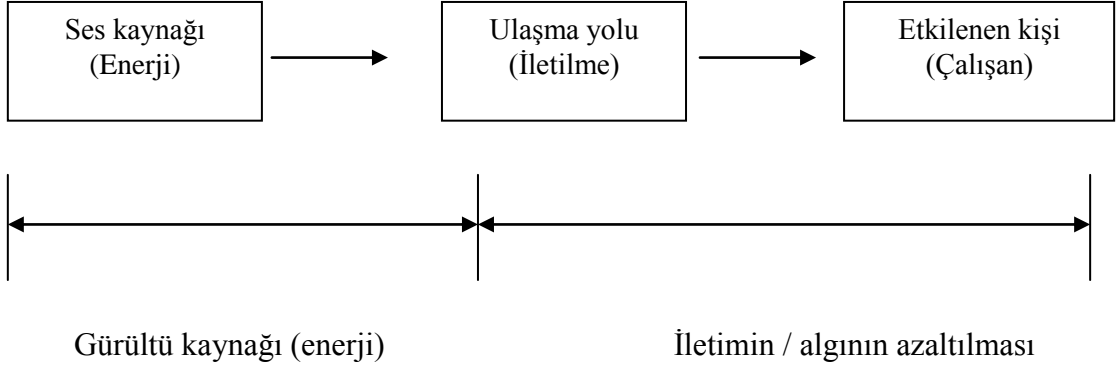 Ses kaynağı
(Enerji)
Ulaşma yolu
(İletilme)
Etkilenen kişi
(Çalışan)
Gürültü kaynağı (enerji)
İletimin / algının azaltılması